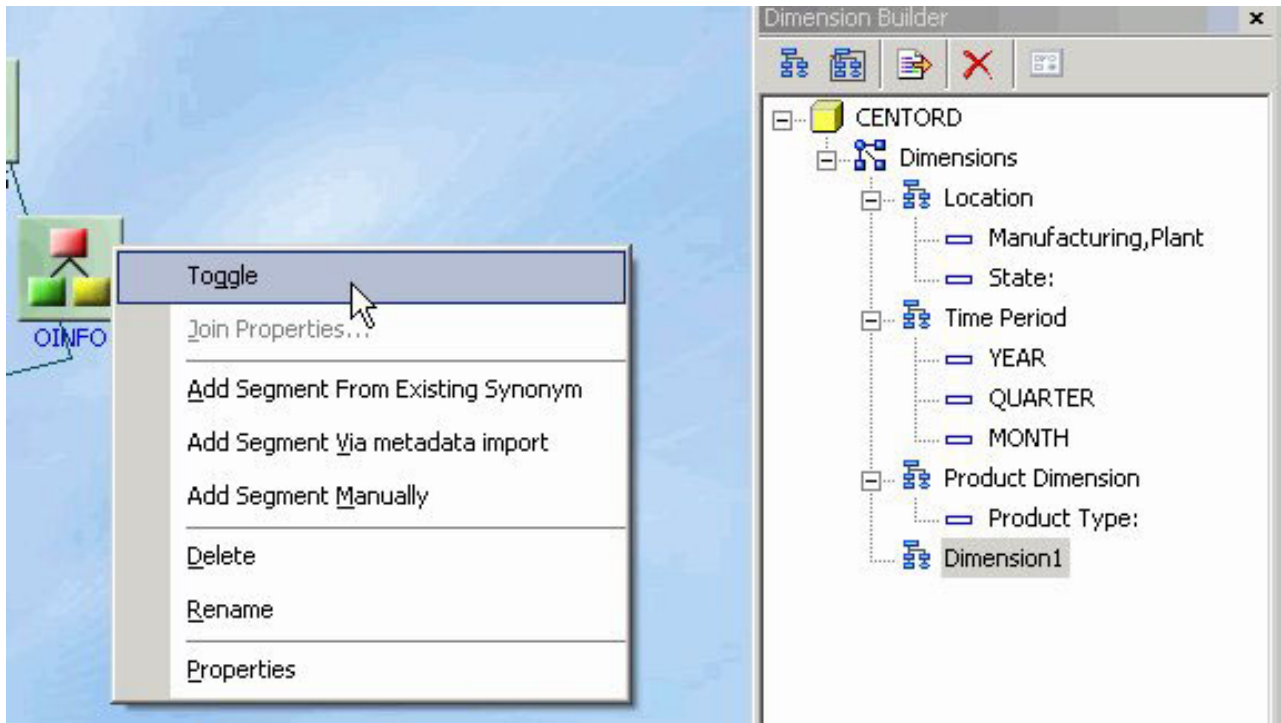 OINFO
Toggle
Join Properties...
Add Segment From Existing Synonym
Add Segment Via metadata import
Add Segment Manually
Delete
Rename
Properties
Dimension Builder
CENTORD
Dimensions
Location
Manufacturing,Plant
State:
Time Period
YEAR
QUARTER
MONTH
Product Dimension
Product Type:
Dimension1